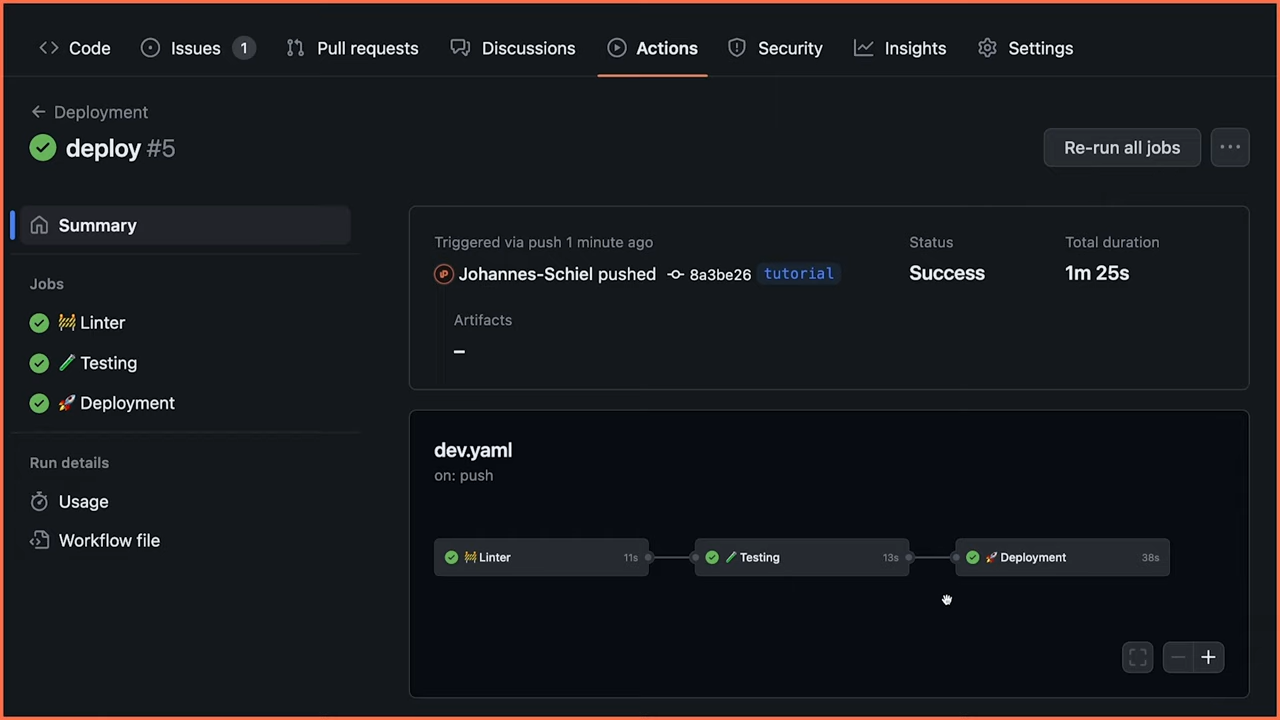 Code Issues 1 Pull requests Discussions Actions Security Insights Settings
Deployment
deploy #5
Re-run all jobs
Summary
Jobs
Linter
Testing
Deployment
Run details
Usage
Workflow file
Triggered via push 1 minute ago
Johannes-Schiel pushed 8a3be26 tutorial
Status
Success
Total duration
1m 25s
Artifacts
–
dev.yaml
on: push
Linter 11s
Testing 13s
Deployment 38s